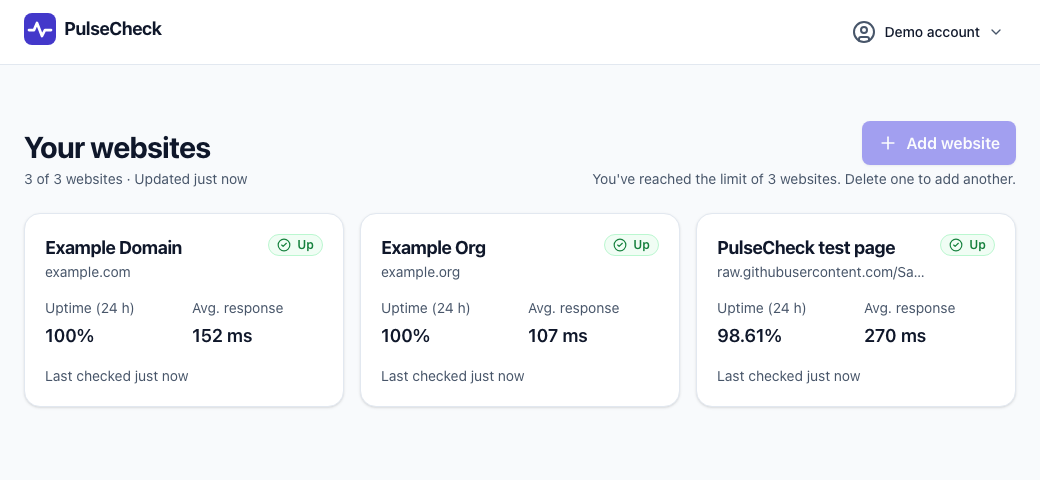 PulseCheck
Demo account
Your websites
Add website
3 of 3 websites · Updated just now
You've reached the limit of 3 websites. Delete one to add another.
Example Domain
Up
example.com
Uptime (24 h)
Avg. response
100%
152 ms
Last checked just now
Example Org
Up
example.org
Uptime (24 h)
Avg. response
100%
107 ms
Last checked just now
PulseCheck test page
Up
raw.githubusercontent.com/Sa...
Uptime (24 h)
Avg. response
98.61%
270 ms
Last checked just now